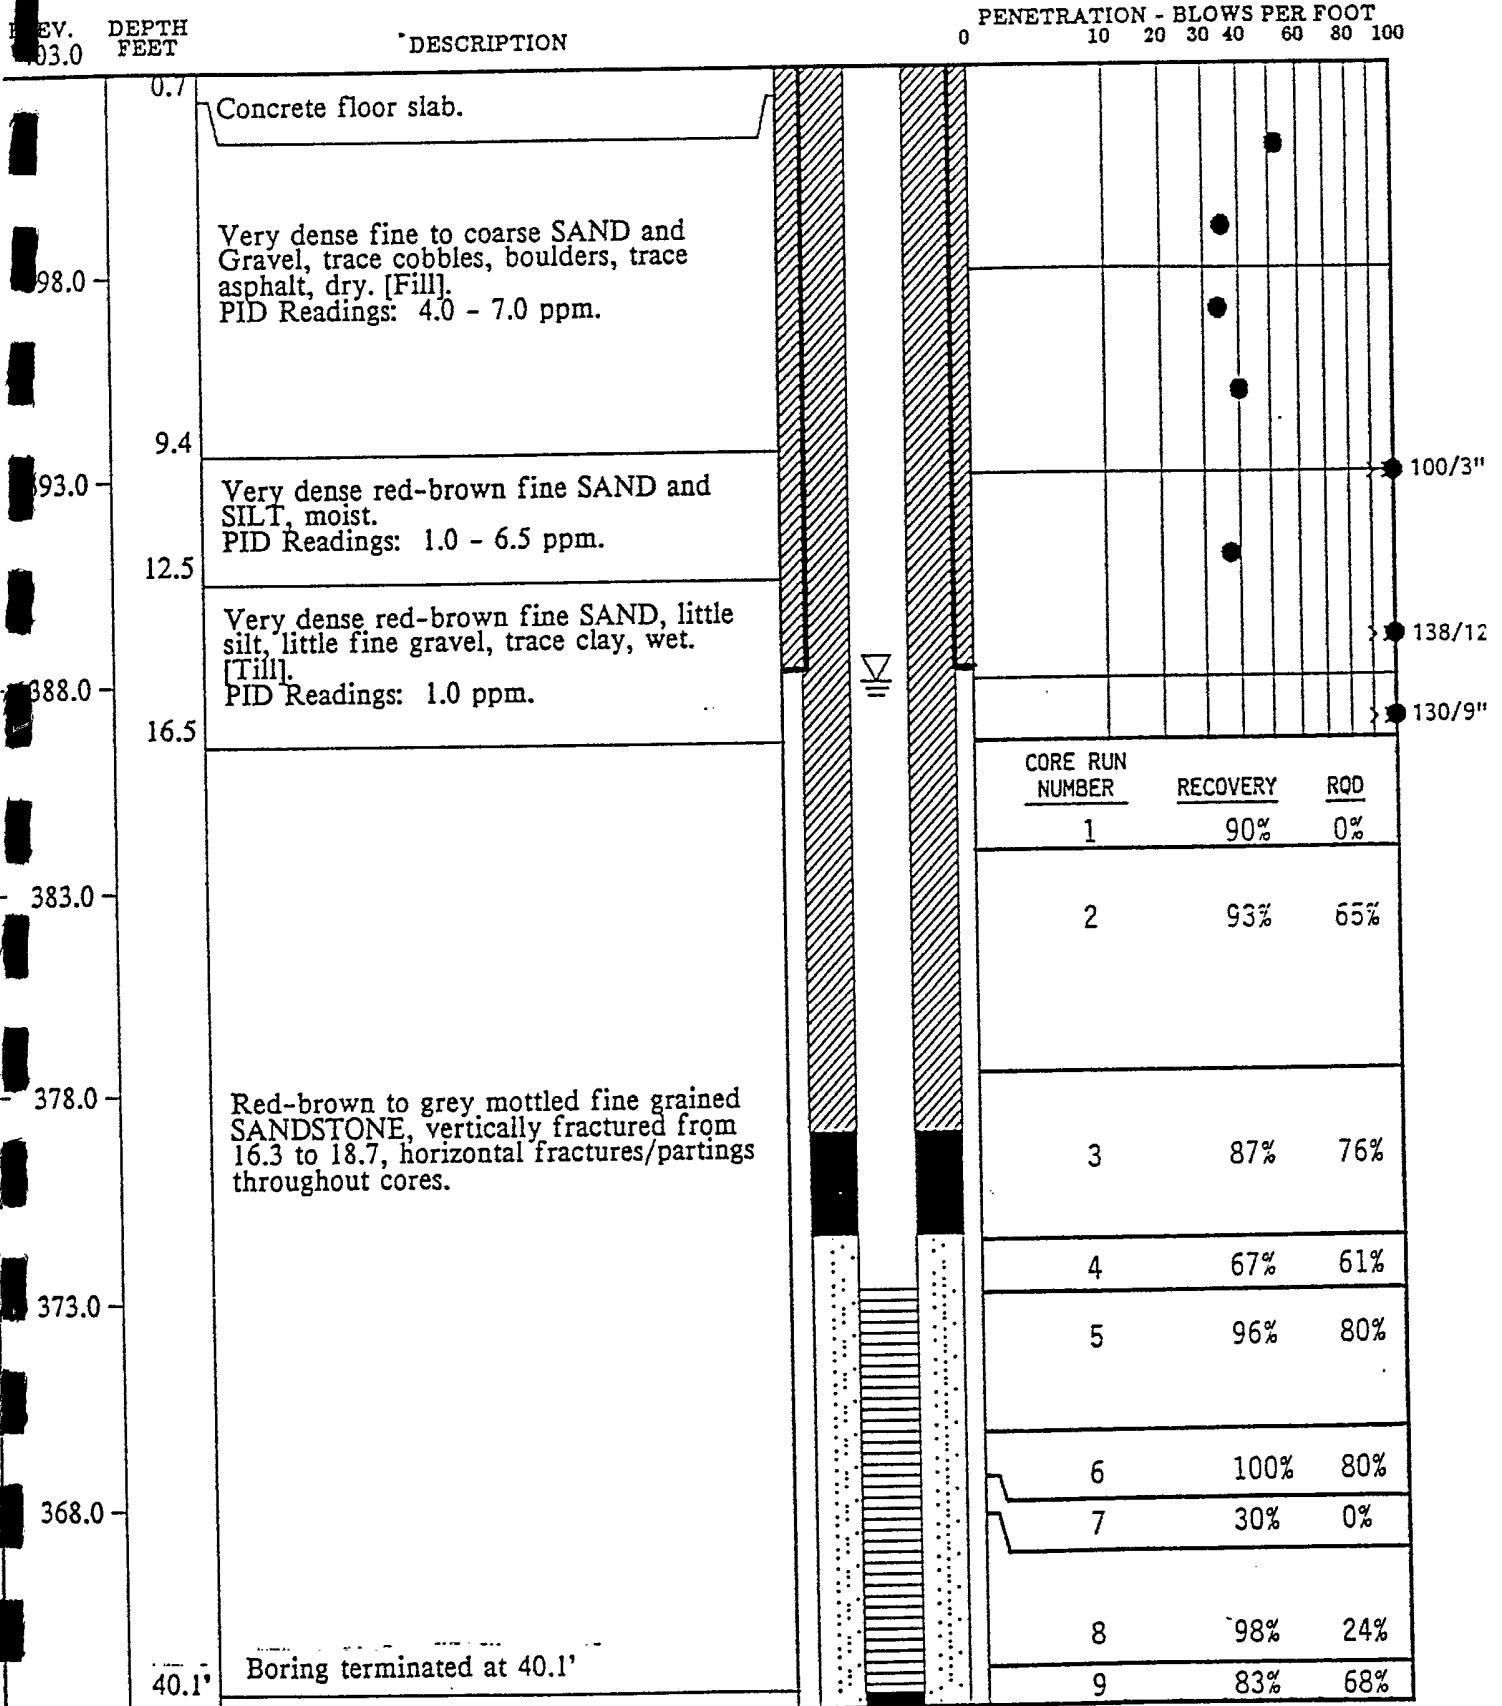 DEPTH
FEET
DESCRIPTION
PENETRATION - BLOWS PER FOOT
0 10 20 30 40 60 80 100
0.7
Concrete floor slab.
Very dense fine to coarse SAND and
Gravel, trace cobbles, boulders, trace
asphalt, dry. [Fill].
PID Readings: 4.0 - 7.0 ppm.
98.0
9.4
100/3"
93.0
Very dense red-brown fine SAND and
SILT, moist.
PID Readings: 1.0 - 6.5 ppm.
12.5
Very dense red-brown fine SAND, little
silt, little fine gravel, trace clay, wet.
[Till].
PID Readings: 1.0 ppm.
138/12
388.0
130/9"
16.5
CORE RUN
NUMBER RECOVERY RQD
1 90% 0%
383.0
2 93% 65%
378.0
Red-brown to grey mottled fine grained
SANDSTONE, vertically fractured from
16.3 to 18.7, horizontal fractures/partings
throughout cores.
3 87% 76%
4 67% 61%
373.0
5 96% 80%
6 100% 80%
368.0
7 30% 0%
8 98% 24%
Boring terminated at 40.1'
40.1'
9 83% 68%